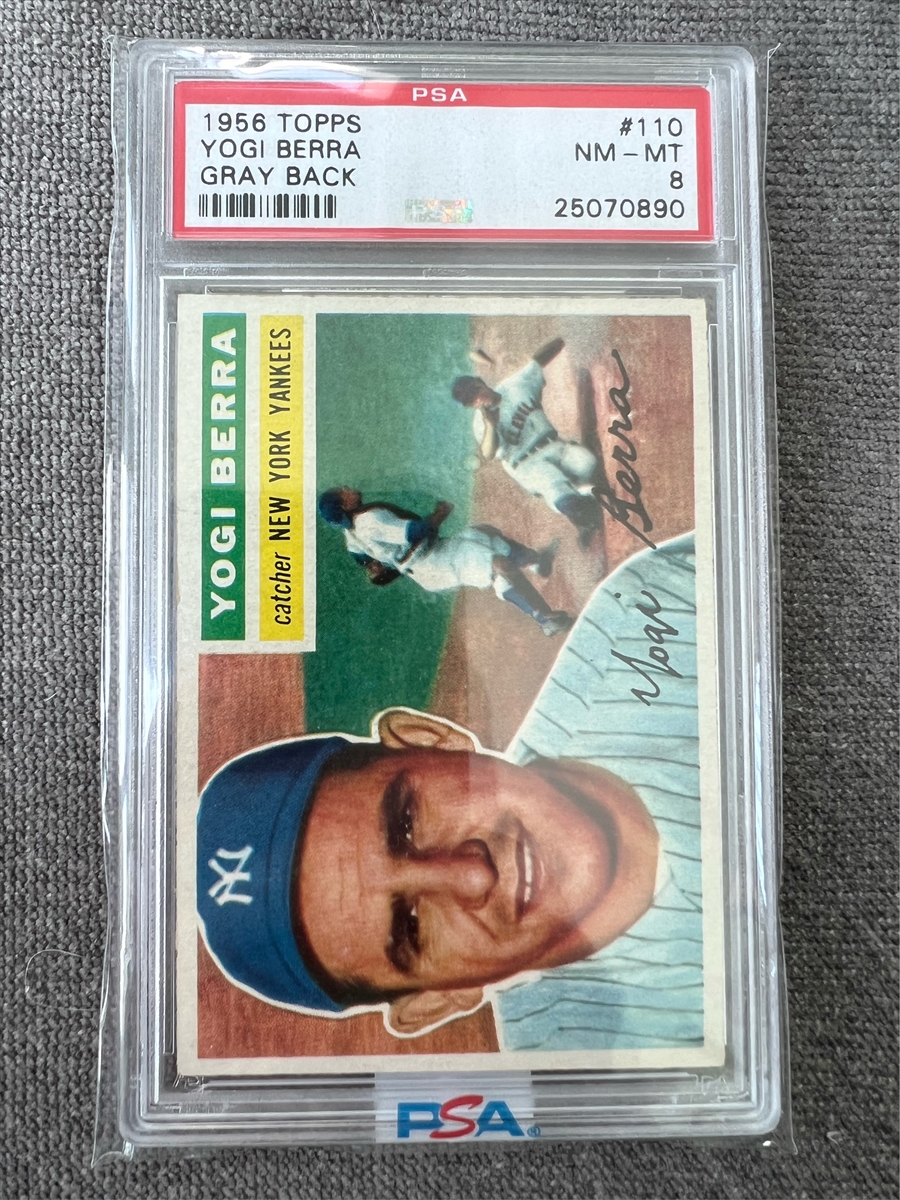 PSA
1956 TOPPS #110
YOGI BERRA NM - MT
GRAY BACK 8
25070890
YOGI BERRA
catcher NEW YORK YANKEES
NY
Yogi Berra
PSA®